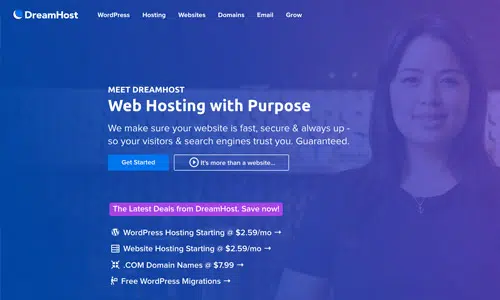 DreamHost
WordPress Hosting Websites Domains Email Grow
MEET DREAMHOST
Web Hosting with Purpose
We make sure your website is fast, secure & always up -
so your visitors & search engines trust you. Guaranteed.
Get Started
It's more than a website...
The Latest Deals from DreamHost. Save now!
WordPress Hosting Starting @ $2.59/mo →
Website Hosting Starting @ $2.59/mo →
.COM Domain Names @ $7.99 →
Free WordPress Migrations →